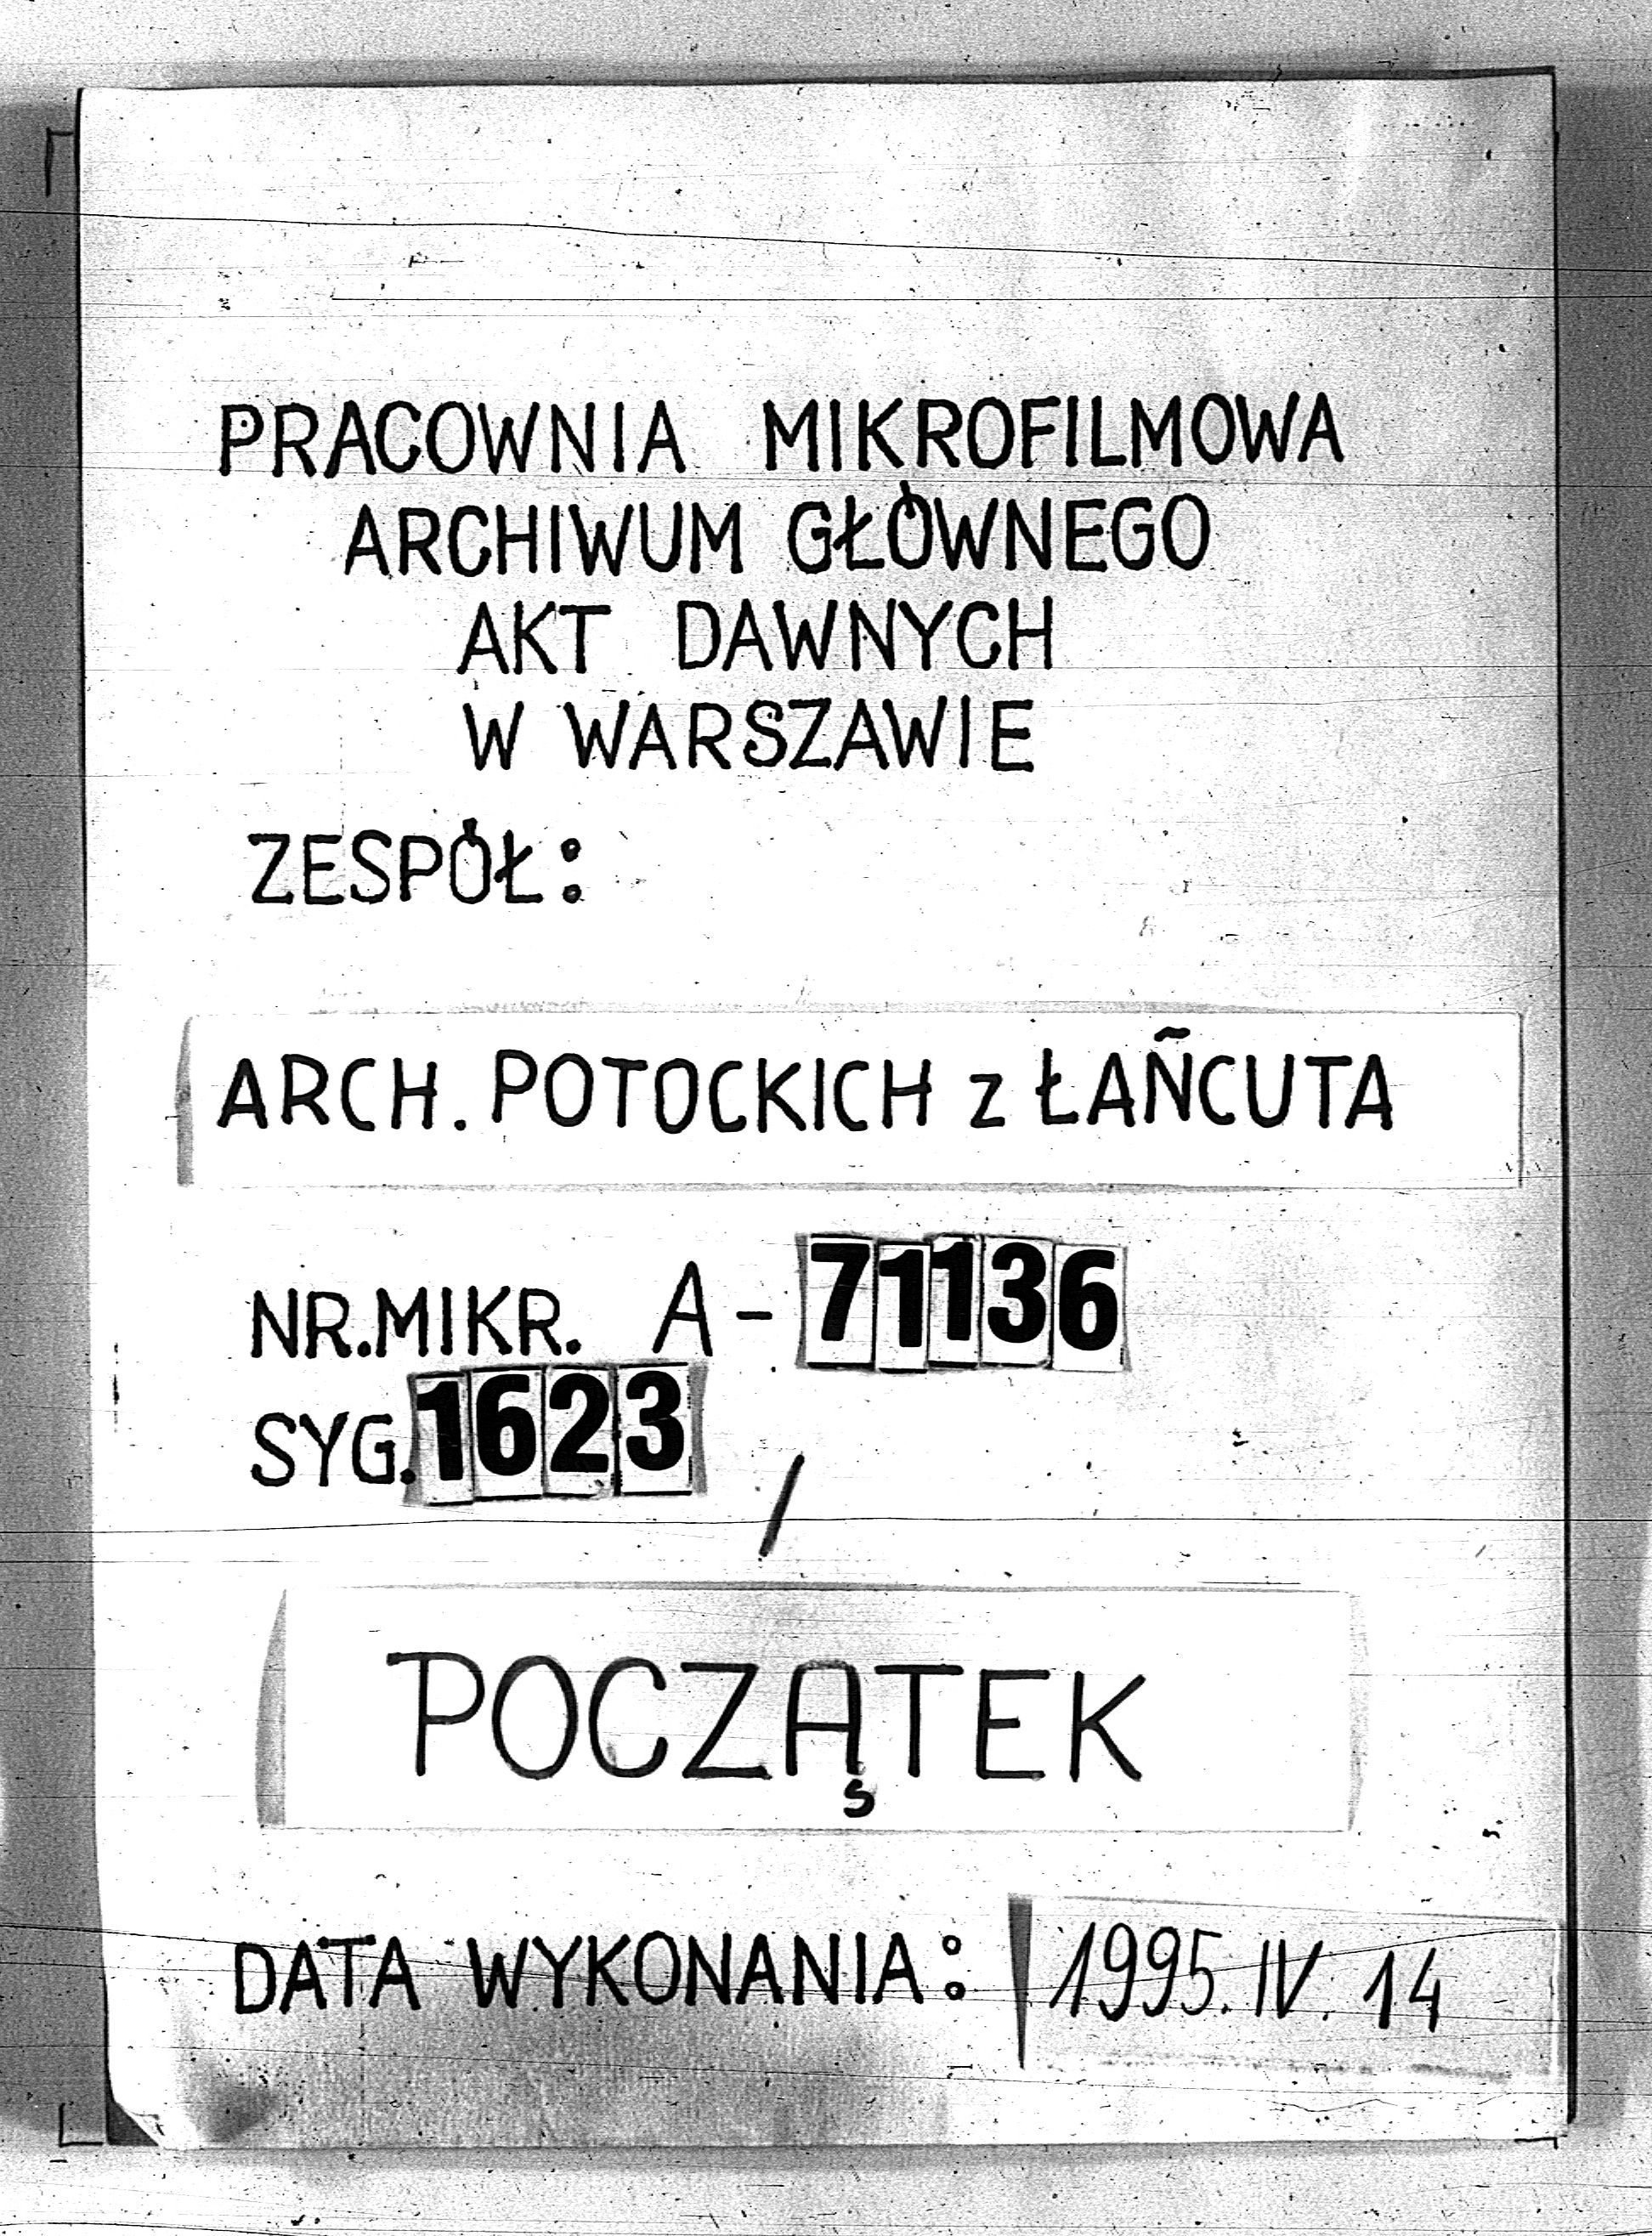 PRACOWNIA MIKROFILMOWA
ARCHIWUM GŁÓWNEGO
AKT DAWNYCH
W WARSZAWIE
ZESPÓŁ:
ARCH. POTOCKICH z ŁAŃCUTA
NR.MIKR. A-71136
SYG.1623 /
POCZĄTEK
DATA WYKONANIA: 1995.IV.14